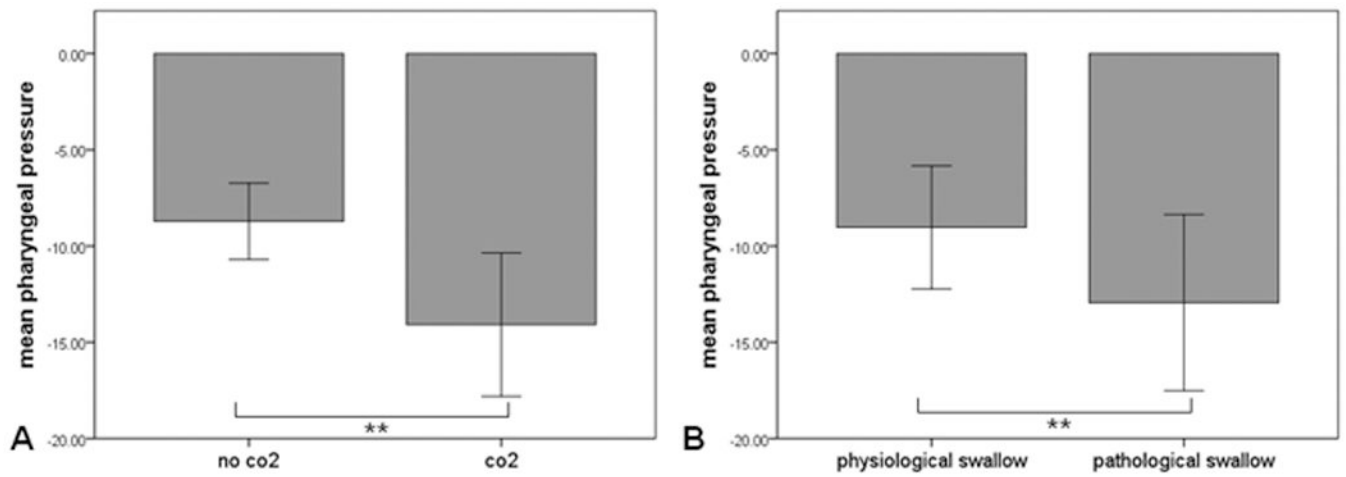 mean pharyngeal pressure
0.00
-5.00
-10.00
-15.00
-20.00
**
no co2
co2
A
mean pharyngeal pressure
0.00
-5.00
-10.00
-15.00
-20.00
**
physiological swallow
pathological swallow
B